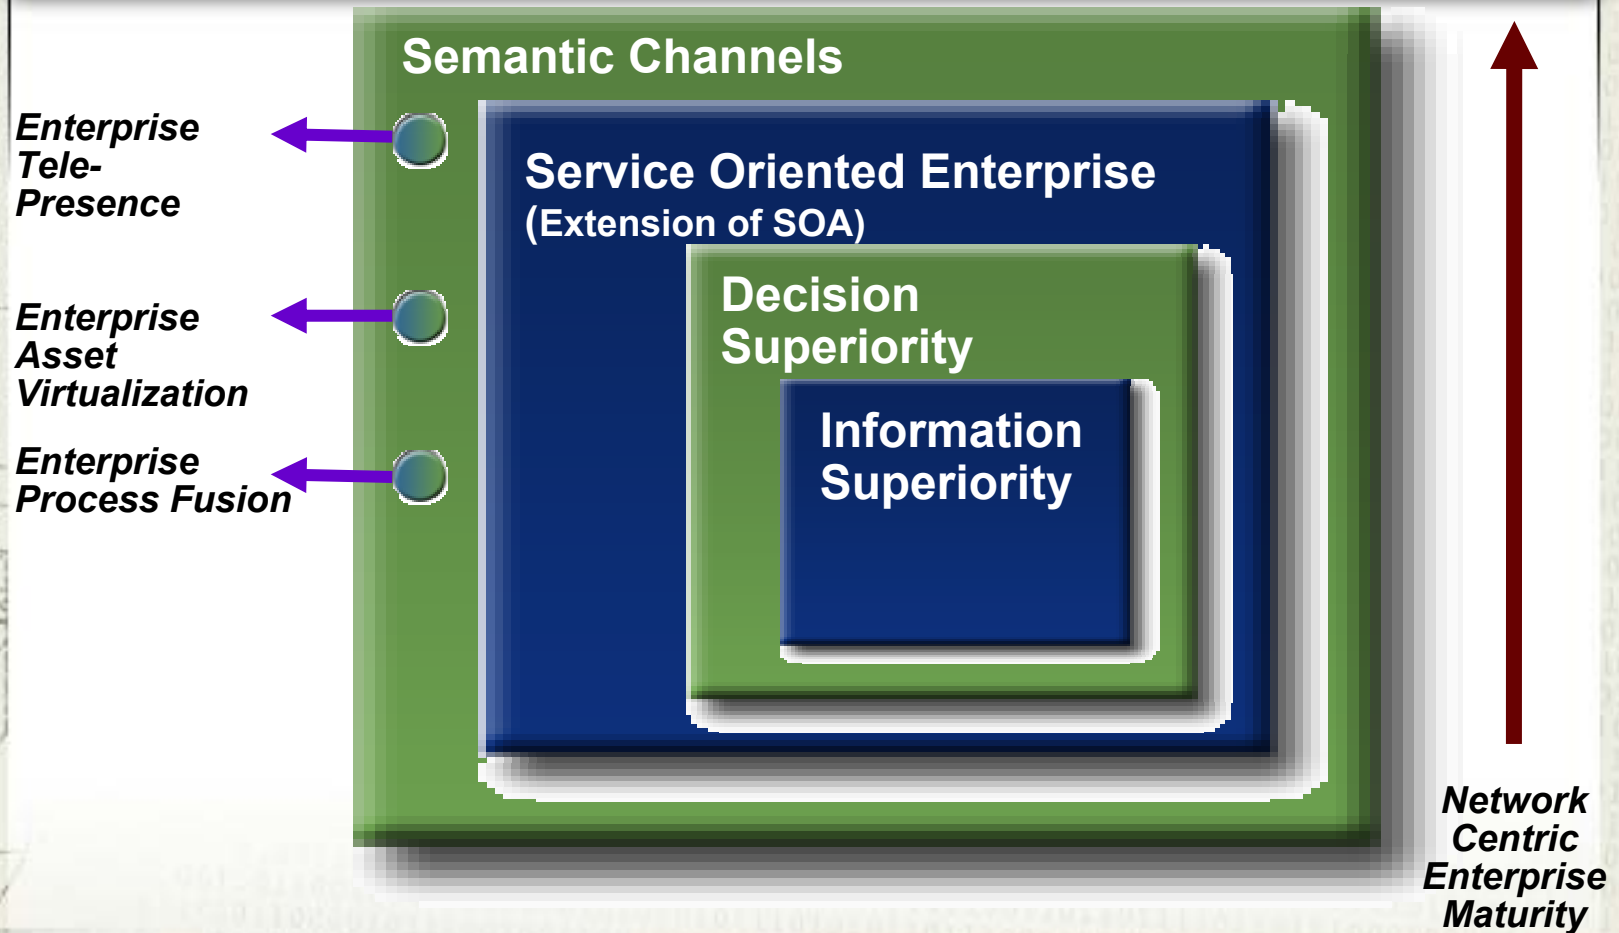 Semantic Channels
Enterprise
Tele-
Presence
Service Oriented Enterprise
(Extension of SOA)
Decision
Superiority
Enterprise
Asset
Virtualization
Information
Superiority
Enterprise
Process Fusion
Network
Centric
Enterprise
Maturity